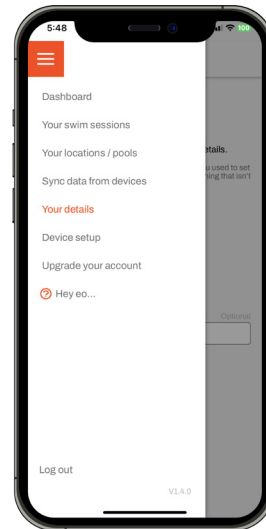 5:48
100
Dashboard
Your swim sessions
Your locations / pools
etails.
Sync data from devices
u used to set
hing that isn't
Your details
Device setup
Upgrade your account
? Hey eo...
Optional
Log out
V1.4.0